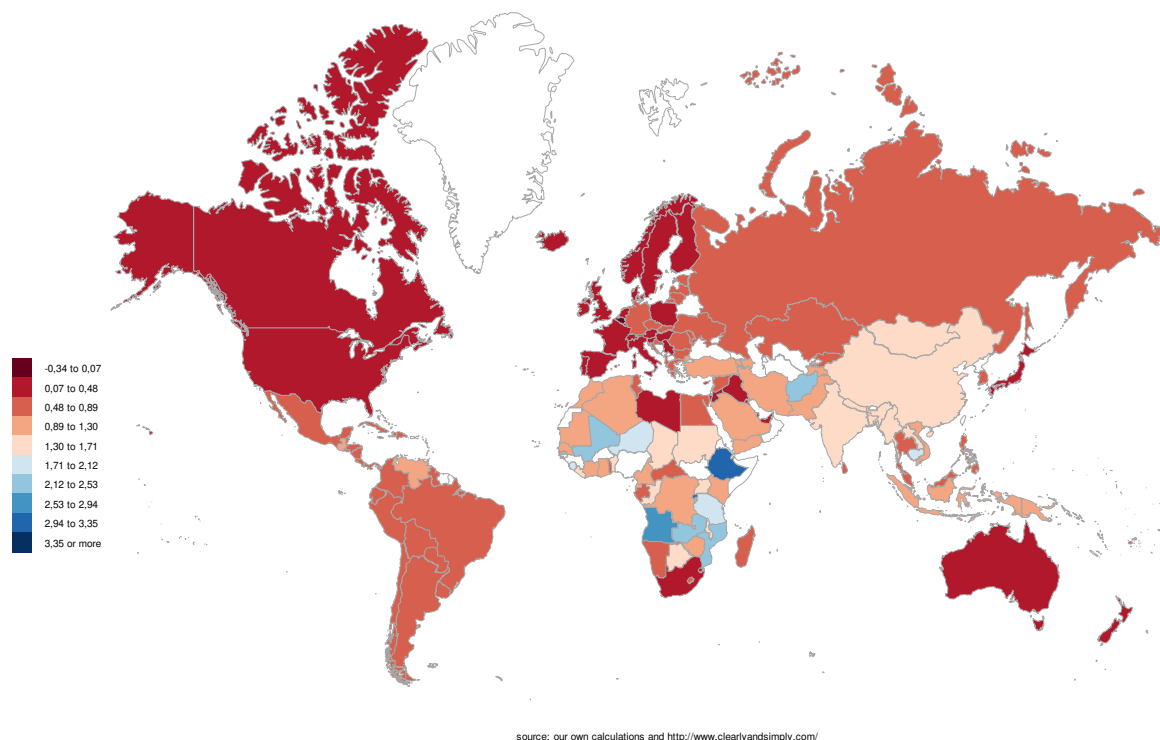 -0,34 to 0,07
0,07 to 0,48
0,48 to 0,89
0,89 to 1,30
1,30 to 1,71
1,71 to 2,12
2,12 to 2,53
2,53 to 2,94
2,94 to 3,35
3,35 or more
source: our own calculations and http://www.clearlyandsimply.com/